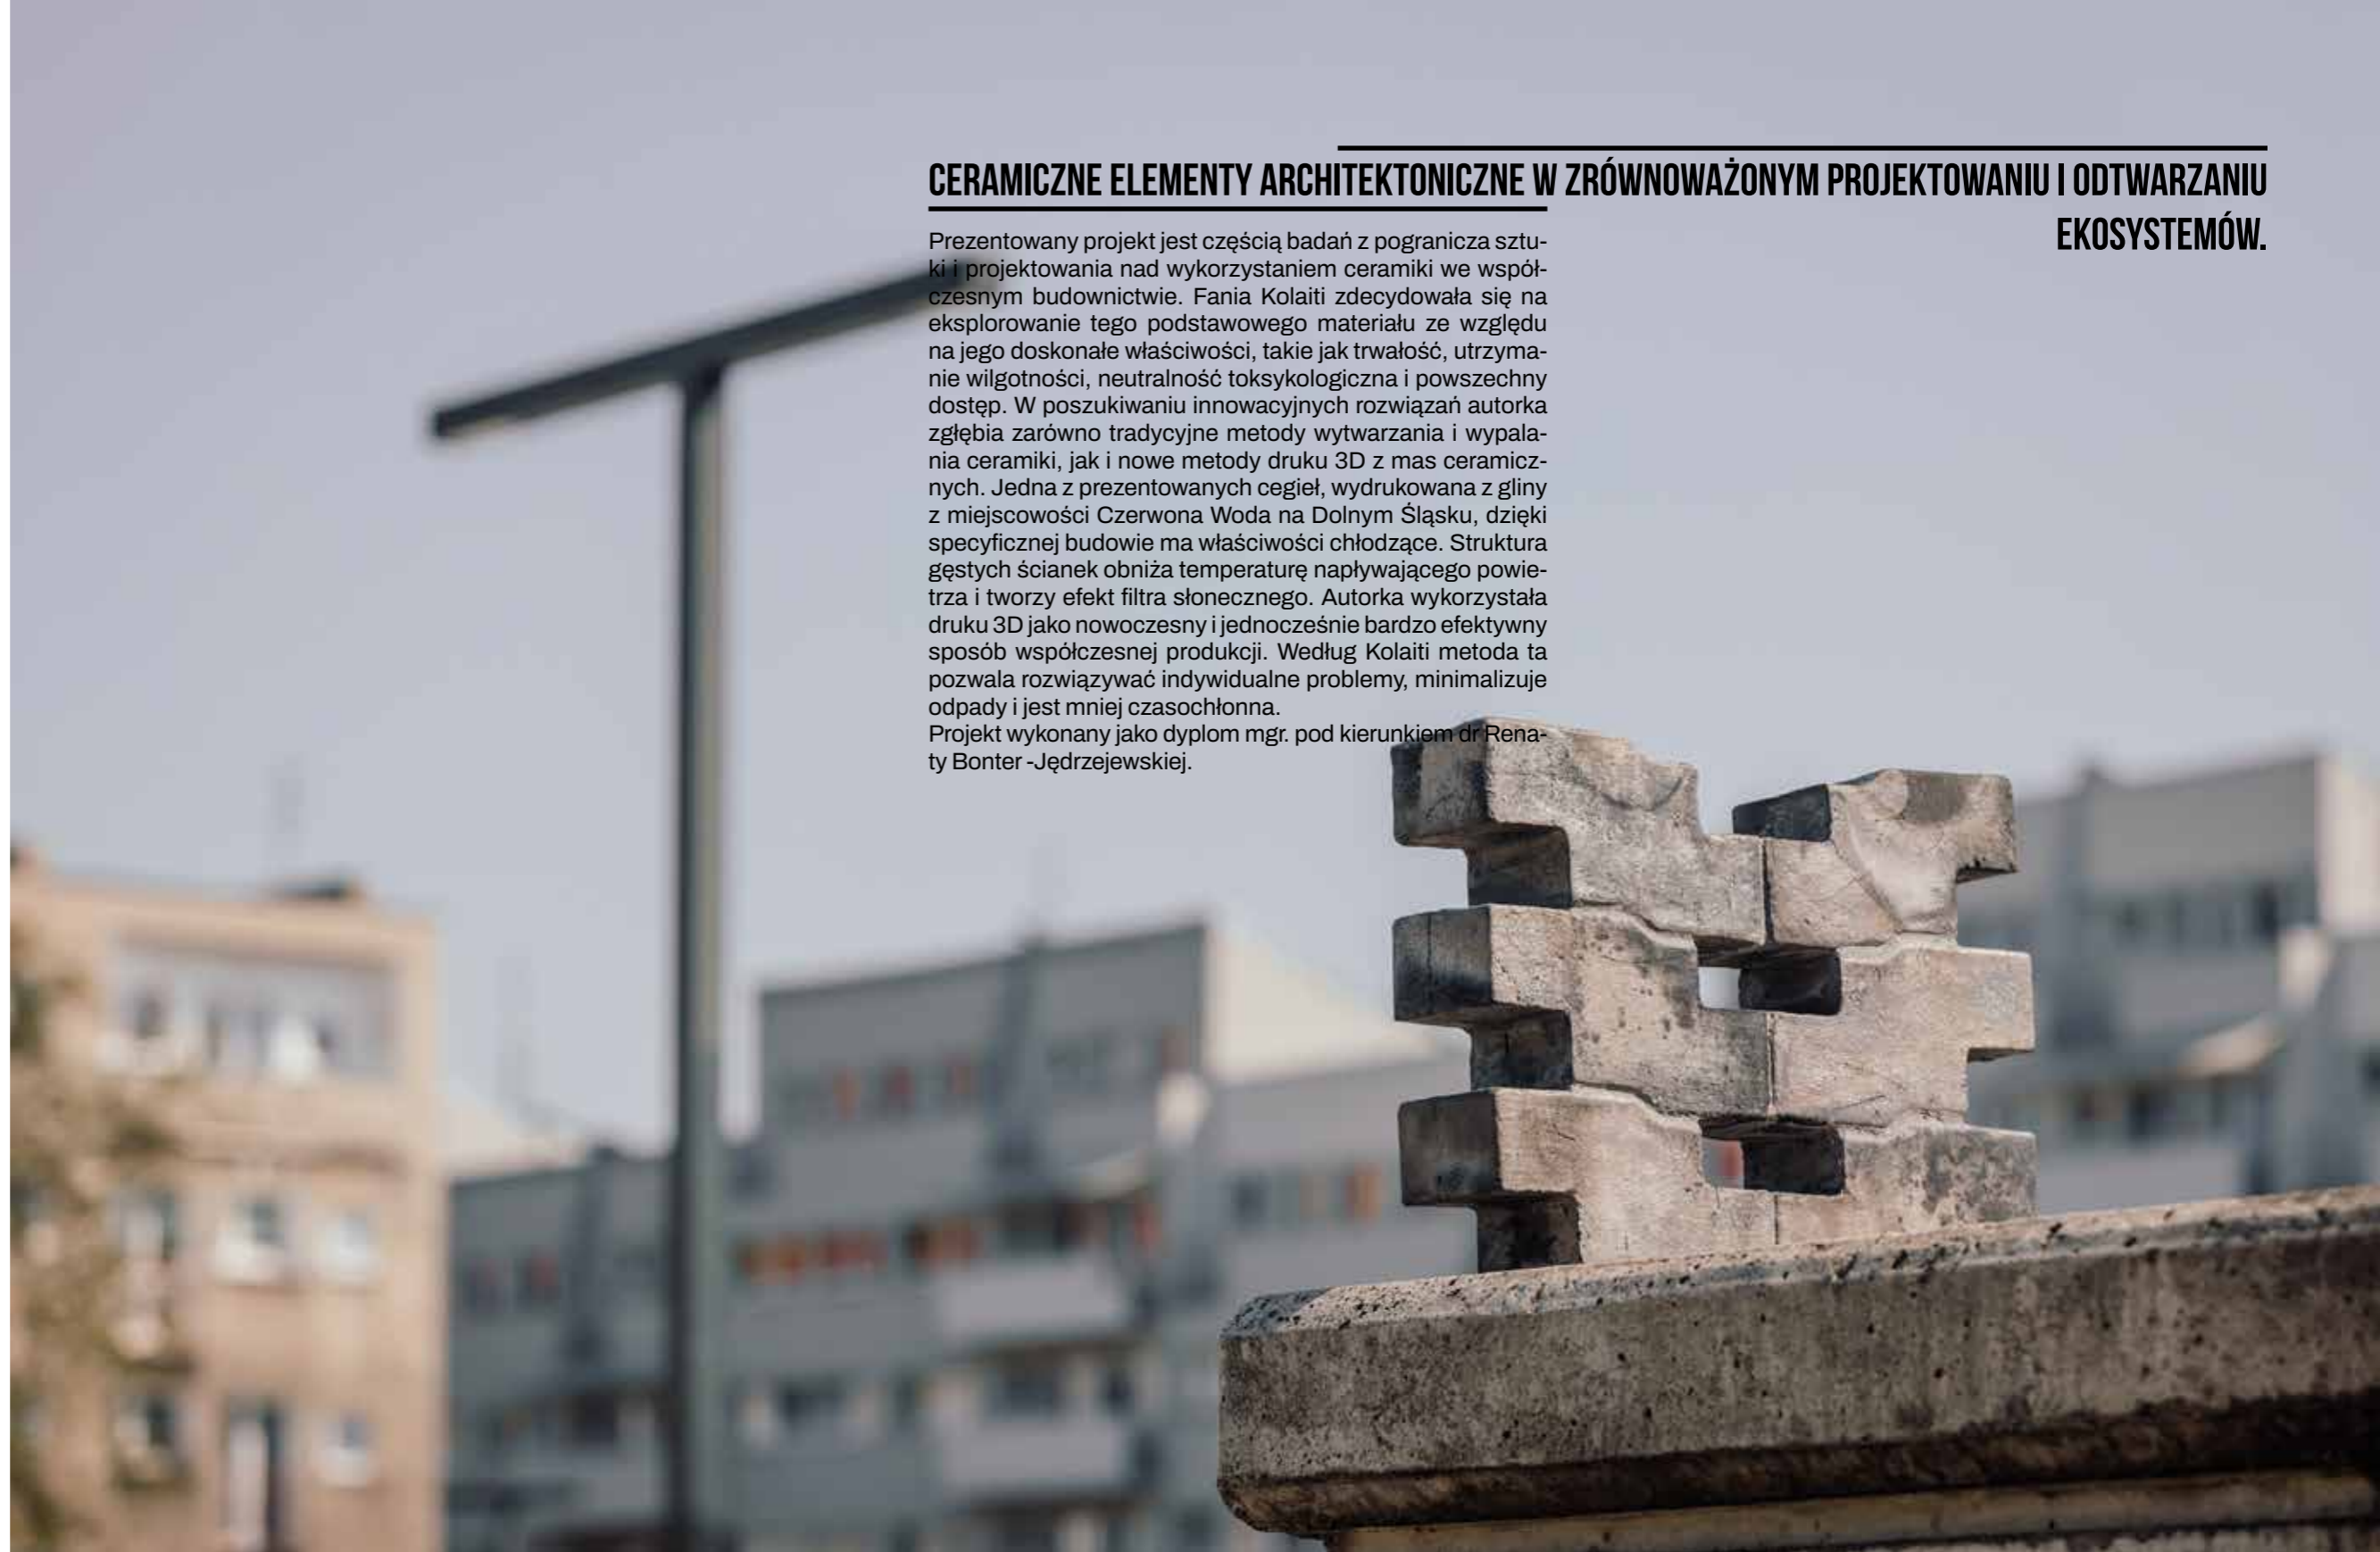 CERAMICZNE ELEMENTY ARCHITEKTONICZNE W ZRÓWNOWAŻONYM PROJEKTOWANIU I ODTWARZANIU
EKOSYSTEMÓW.
Prezentowany projekt jest częścią badań z pogranicza sztu-
ki i projektowania nad wykorzystaniem ceramiki we współ-
czesnym budownictwie. Fania Kolaiti zdecydowała się na
eksplorowanie tego podstawowego materiału ze względu
na jego doskonałe właściwości, takie jak trwałość, utrzyma-
nie wilgotności, neutralność toksykologiczna i powszechny
dostęp. W poszukiwaniu innowacyjnych rozwiązań autorka
zgłębia zarówno tradycyjne metody wytwarzania i wypala-
nia ceramiki, jak i nowe metody druku 3D z mas ceramicz-
nych. Jedna z prezentowanych cegieł, wydrukowana z gliny
z miejscowości Czerwona Woda na Dolnym Śląsku, dzięki
specyficznej budowie ma właściwości chłodzące. Struktura
gęstych ścianek obniża temperaturę napływającego powie-
trza i tworzy efekt filtra słonecznego. Autorka wykorzystała
druku 3D jako nowoczesny i jednocześnie bardzo efektywny
sposób współczesnej produkcji. Według Kolaiti metoda ta
pozwala rozwiązywać indywidualne problemy, minimalizuje
odpady i jest mniej czasochłonna.
Projekt wykonany jako dyplom mgr. pod kierunkiem dr Rena-
ty Bonter -Jędrzejewskiej.